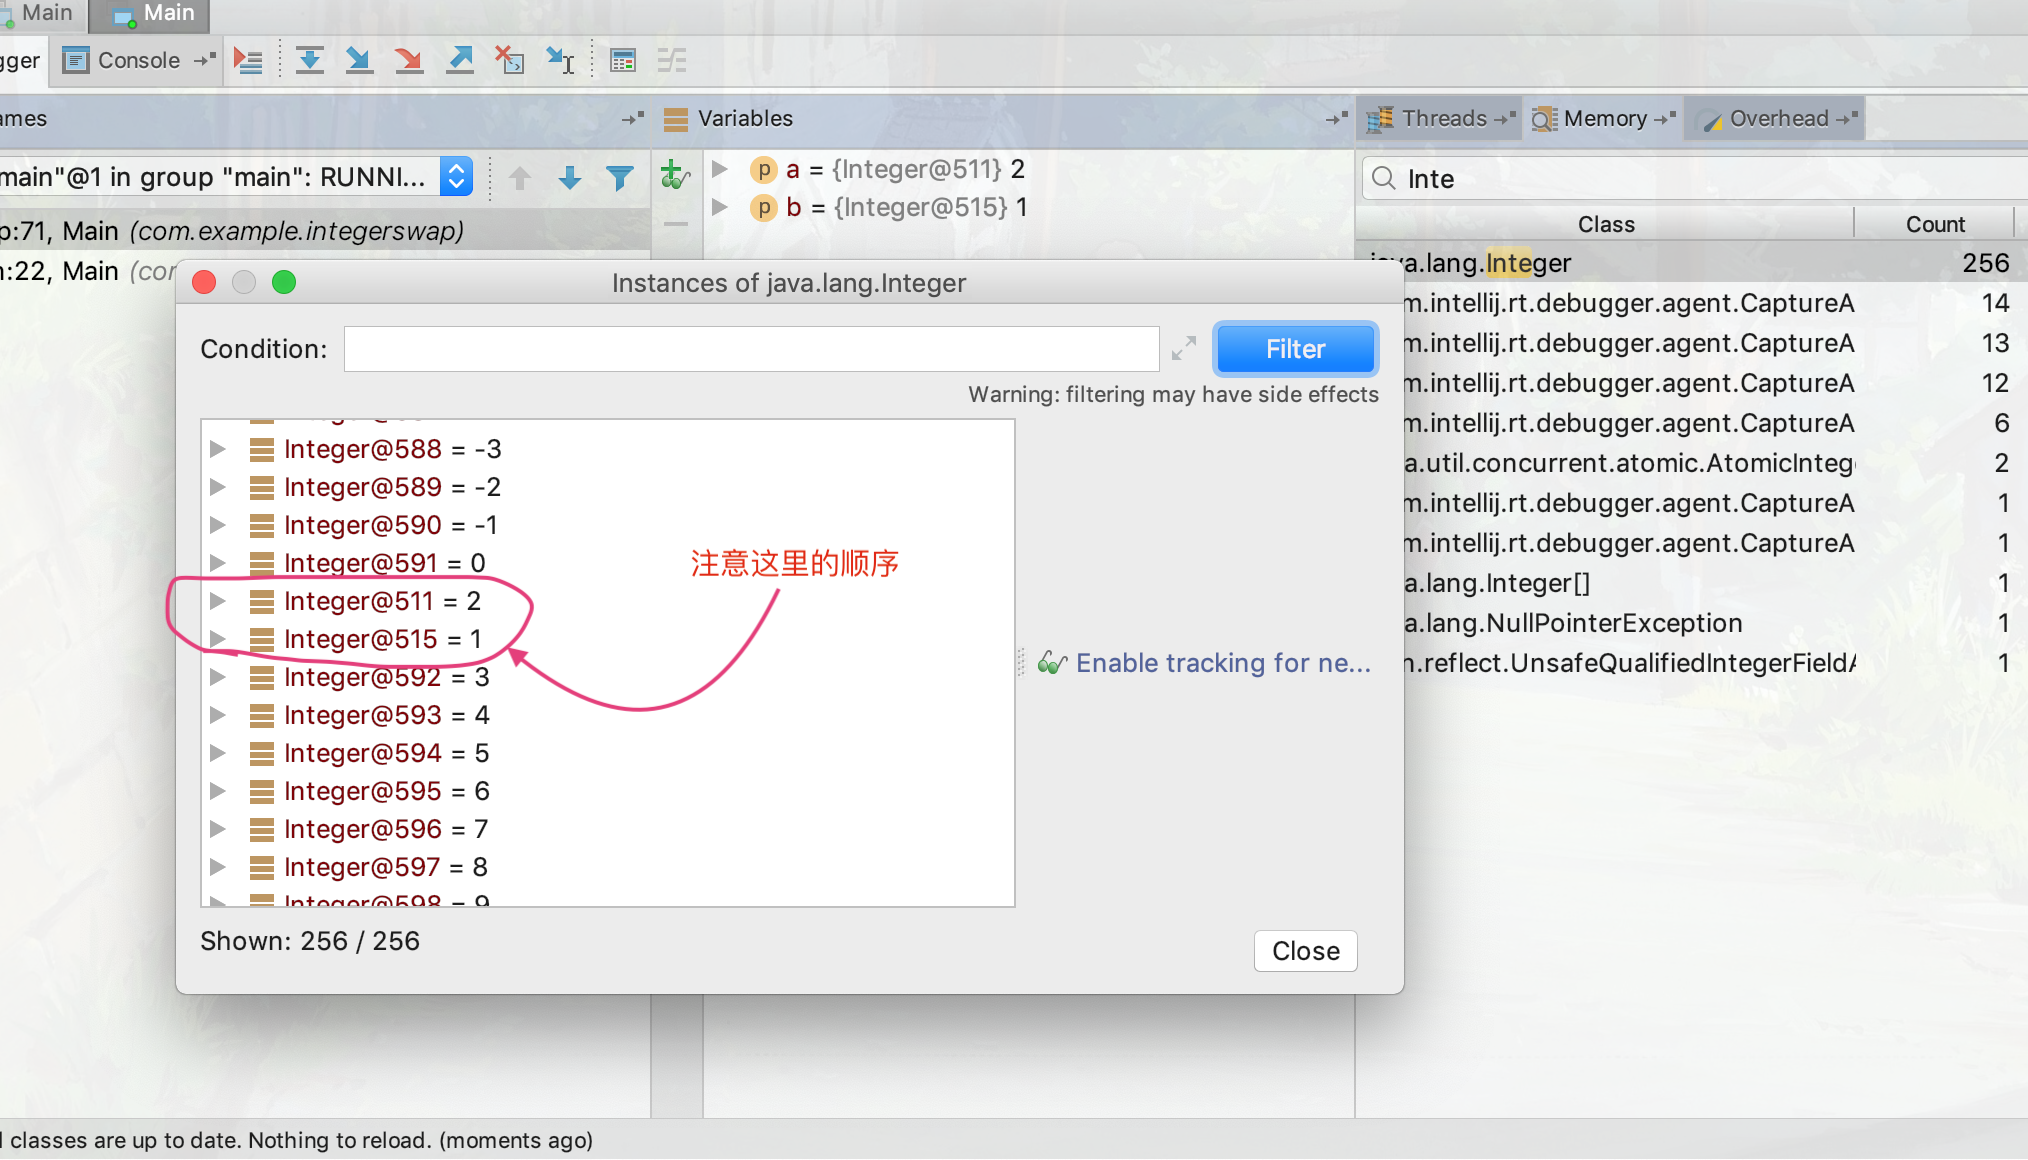 Main
Main
gger
Console
ames
Variables
Threads
Memory
Overhead
main"@1 in group "main": RUNNI...
a = {Integer@511} 2
b = {Integer@515} 1
Inte
p:71, Main (com.example.integerswap)
n:22, Main (cor
Class
Count
java.lang.Integer
256
m.intellij.rt.debugger.agent.CaptureA
14
m.intellij.rt.debugger.agent.CaptureA
13
m.intellij.rt.debugger.agent.CaptureA
12
m.intellij.rt.debugger.agent.CaptureA
6
a.util.concurrent.atomic.AtomicInteg
2
m.intellij.rt.debugger.agent.CaptureA
1
m.intellij.rt.debugger.agent.CaptureA
1
a.lang.Integer[]
1
a.lang.NullPointerException
1
n.reflect.UnsafeQualifiedIntegerFieldA
1
Instances of java.lang.Integer
Condition:
Filter
Warning: filtering may have side effects
Integer@588 = -3
Integer@589 = -2
Integer@590 = -1
Integer@591 = 0
Integer@511 = 2
Integer@515 = 1
Integer@592 = 3
Integer@593 = 4
Integer@594 = 5
Integer@595 = 6
Integer@596 = 7
Integer@597 = 8
Integer@598 = 9
注意这里的顺序
Enable tracking for ne...
Shown: 256 / 256
Close
l classes are up to date. Nothing to reload. (moments ago)